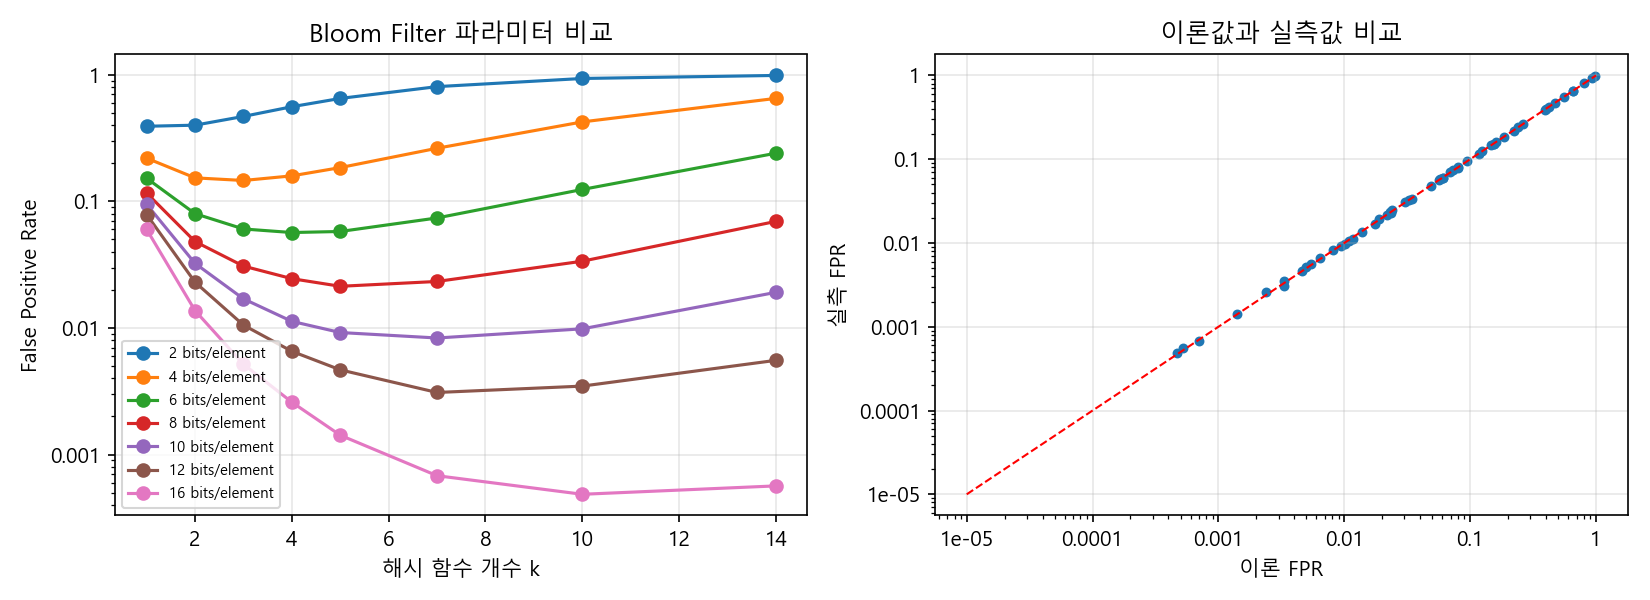 Bloom Filter 파라미터 비교
False Positive Rate
1
0.1
0.01
0.001
2 bits/element
4 bits/element
6 bits/element
8 bits/element
10 bits/element
12 bits/element
16 bits/element
2 4 6 8 10 12 14
해시 함수 개수 k
이론값과 실측값 비교
실측 FPR
1
0.1
0.01
0.001
0.0001
1e-05
1e-05 0.0001 0.001 0.01 0.1 1
이론 FPR